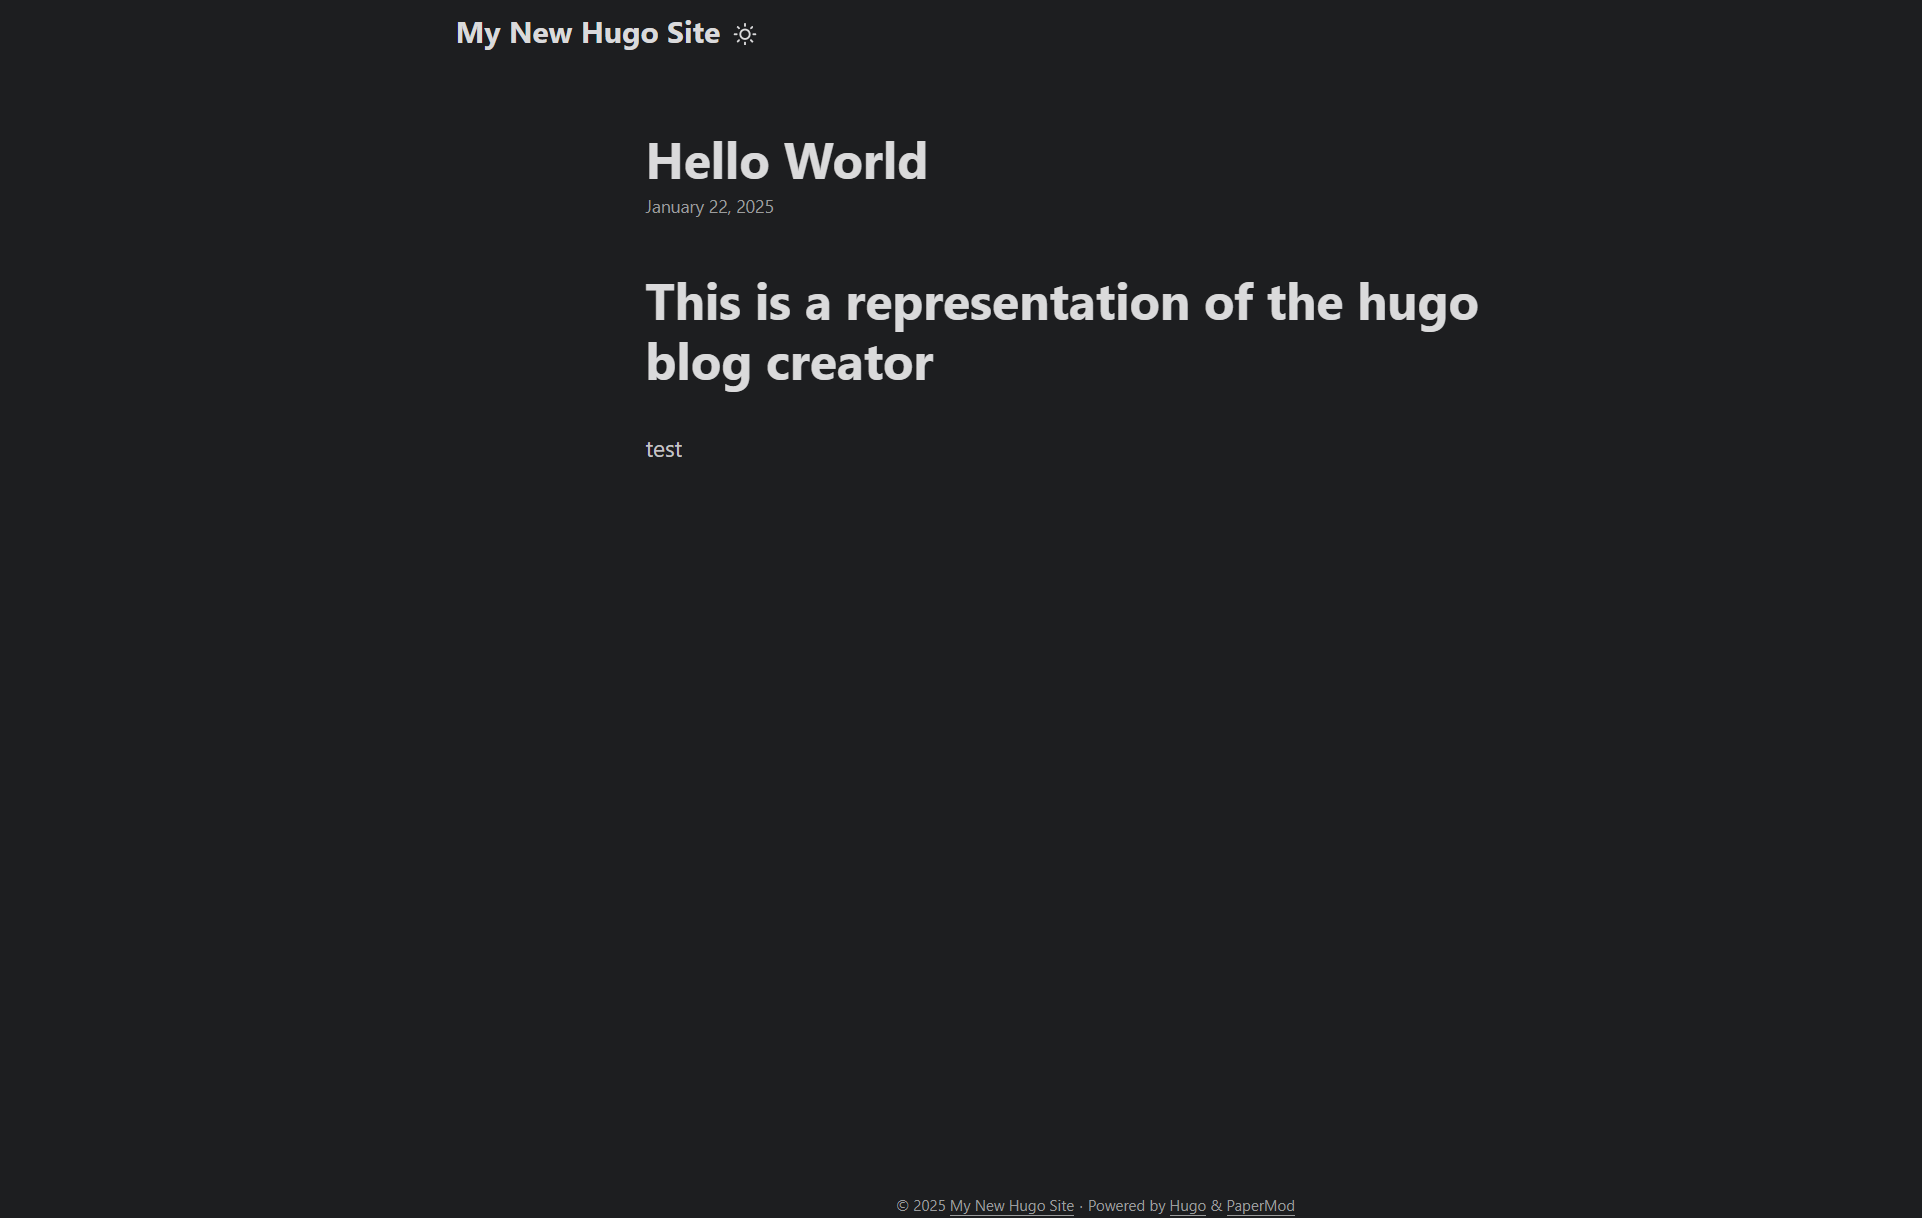 My New Hugo Site
Hello World
January 22, 2025
This is a representation of the hugo
blog creator
test
© 2025 My New Hugo Site · Powered by Hugo & PaperMod